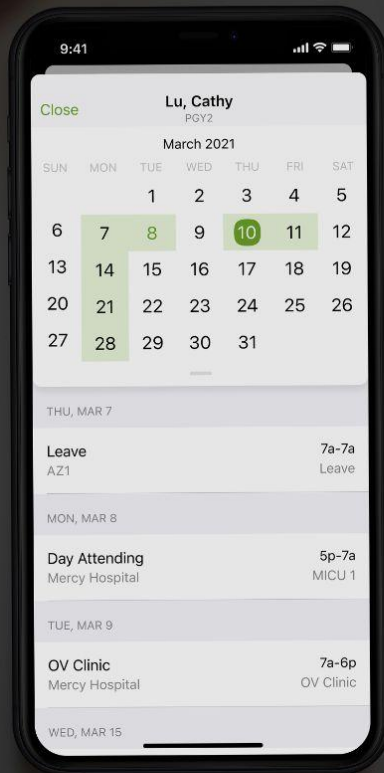 9:41
Close
Lu, Cathy
PGY2
March 2021
SUN MON TUE WED THU FRI SAT
1 2 3 4 5
6 7 8 9 10 11 12
13 14 15 16 17 18 19
20 21 22 23 24 25 26
27 28 29 30 31
THU, MAR 7
Leave 7a-7a
AZ1 Leave
MON, MAR 8
Day Attending 5p-7a
Mercy Hospital MICU 1
TUE, MAR 9
OV Clinic 7a-6p
Mercy Hospital OV Clinic
WED, MAR 15